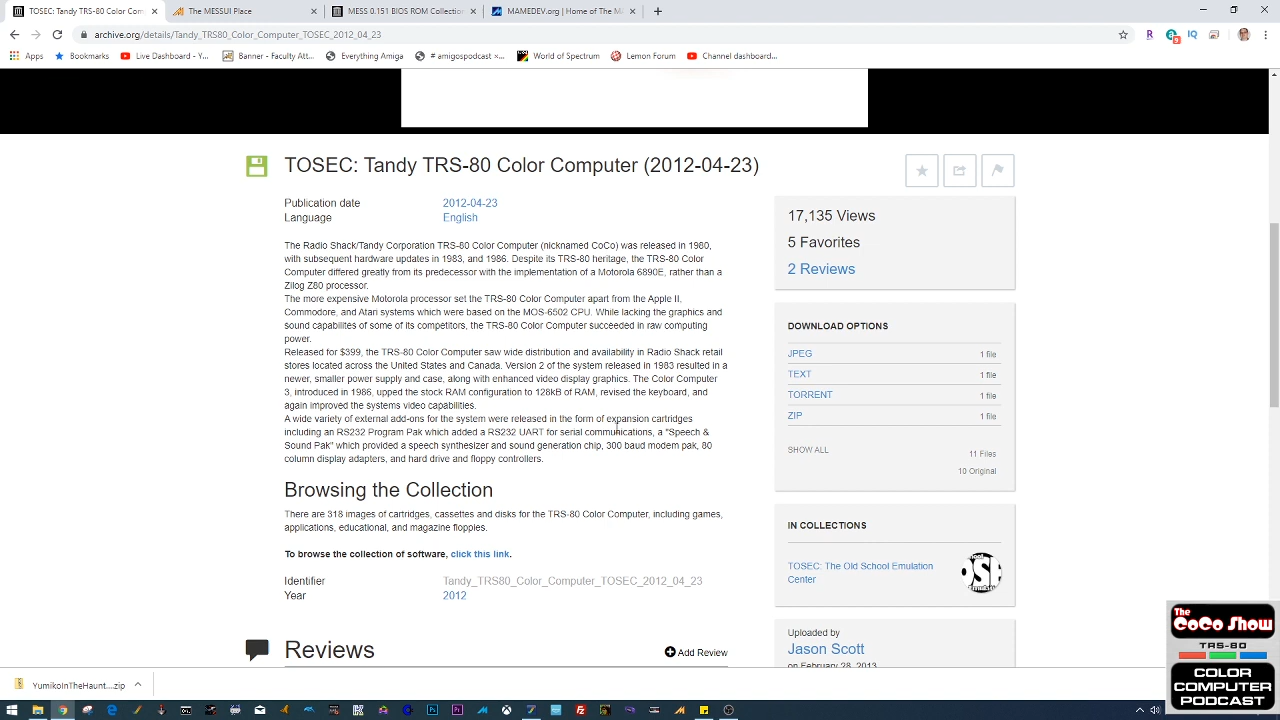 TOSEC: Tandy TRS-80 Color Com
The MESSUI Place
MESS 0.151 BIOS ROM Collection
MAMEDEV.org | Home of The M
archive.org/details/Tandy_TRS80_Color_Computer_TOSEC_2012_04_23
Apps
Bookmarks
Live Dashboard - Y...
Banner - Faculty Att...
Everything Amiga
# amigospodcast ×...
World of Spectrum
Lemon Forum
Channel dashboard...
TOSEC: Tandy TRS-80 Color Computer (2012-04-23)
Publication date 2012-04-23
Language English
The Radio Shack/Tandy Corporation TRS-80 Color Computer (nicknamed CoCo) was released in 1980,
with subsequent hardware updates in 1983, and 1986. Despite its TRS-80 heritage, the TRS-80 Color
Computer differed greatly from its predecessor with the implementation of a Motorola 6890E, rather than a
Zilog Z80 processor.
The more expensive Motorola processor set the TRS-80 Color Computer apart from the Apple II,
Commodore, and Atari systems which were based on the MOS-6502 CPU. While lacking the graphics and
sound capabilites of some of its competitors, the TRS-80 Color Computer succeeded in raw computing
power.
Released for $399, the TRS-80 Color Computer saw wide distribution and availability in Radio Shack retail
stores located across the United States and Canada. Version 2 of the system released in 1983 resulted in a
newer, smaller power supply and case, along with enhanced video display graphics. The Color Computer
3, introduced in 1986, upped the stock RAM configuration to 128kB of RAM, revised the keyboard, and
again improved the systems video capabilities.
A wide variety of external add-ons for the system were released in the form of expansion cartridges
including an RS232 Program Pak which added a RS232 UART for serial communications, a "Speech &
Sound Pak" which provided a speech synthesizer and sound generation chip, 300 baud modem pak, 80
column display adapters, and hard drive and floppy controllers.
Browsing the Collection
There are 318 images of cartridges, cassettes and disks for the TRS-80 Color Computer, including games,
applications, educational, and magazine floppies.
To browse the collection of software, click this link.
Identifier Tandy_TRS80_Color_Computer_TOSEC_2012_04_23
Year 2012
Reviews
Add Review
17,135 Views
5 Favorites
2 Reviews
DOWNLOAD OPTIONS
JPEG 1 file
TEXT 1 file
TORRENT 1 file
ZIP 1 file
SHOW ALL 11 Files
10 Original
IN COLLECTIONS
TOSEC: The Old School Emulation
Center
Uploaded by
Jason Scott
on February 28, 2013
YumikoInTheHaunt....zip
The
CoCo Show
TRS-80
COLOR
COMPUTER
PODCAST